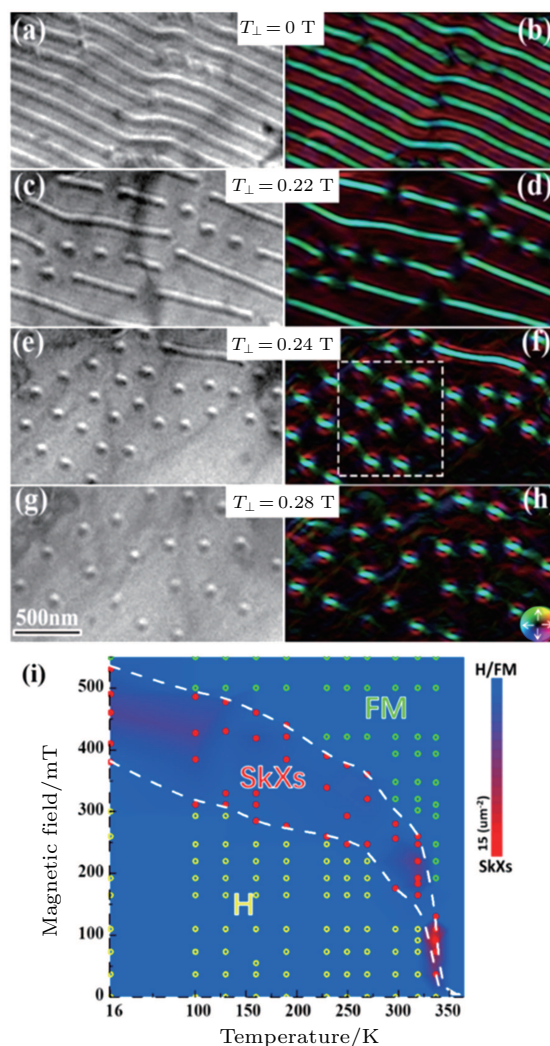 (a) T⊥ = 0 T (b)
(c) T⊥ = 0.22 T (d)
(e) T⊥ = 0.24 T (f)
(g) T⊥ = 0.28 T (h)
500nm
(i) H/FM
500
400
300
200
100
0
FM
SkXs
H
Magnetic field/mT
15 (um⁻²)
SkXs
16 100 150 200 250 300 350
Temperature/K